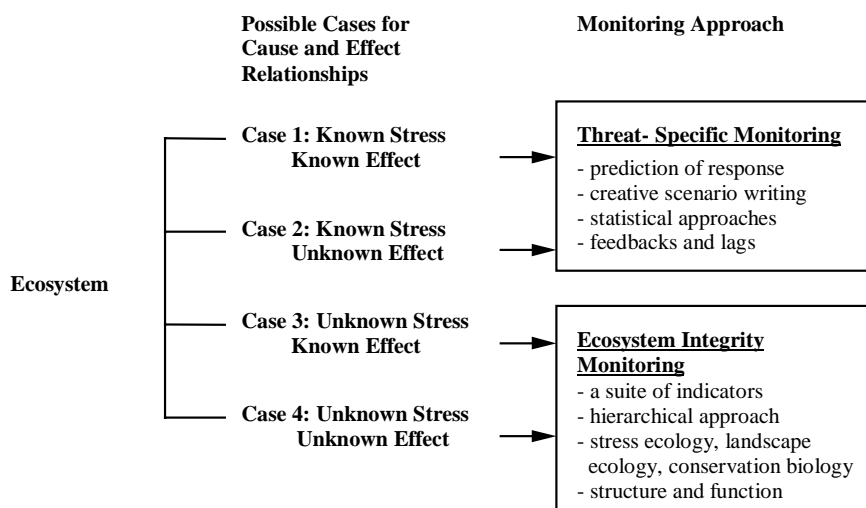 Possible Cases for
Cause and Effect
Relationships
Monitoring Approach
Ecosystem
Case 1: Known Stress
Known Effect
Case 2: Known Stress
Unknown Effect
Case 3: Unknown Stress
Known Effect
Case 4: Unknown Stress
Unknown Effect
Threat- Specific Monitoring
- prediction of response
- creative scenario writing
- statistical approaches
- feedbacks and lags
Ecosystem Integrity
Monitoring
- a suite of indicators
- hierarchical approach
- stress ecology, landscape
ecology, conservation biology
- structure and function